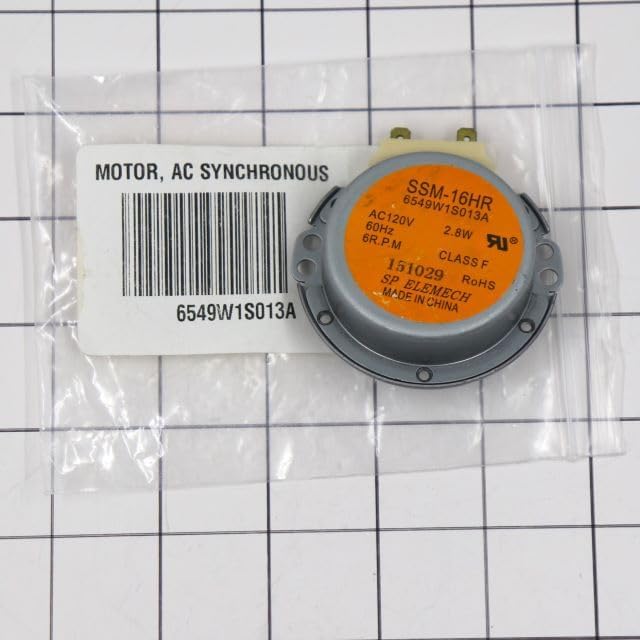 MOTOR, AC SYNCHRONOUS
6549W1S013A
SSM-16HR
6549W1S013A
AC120V 2.8W
60Hz
6R.P.M CLASS F
151029 RoHS
SP ELEMECH
MADE IN CHINA